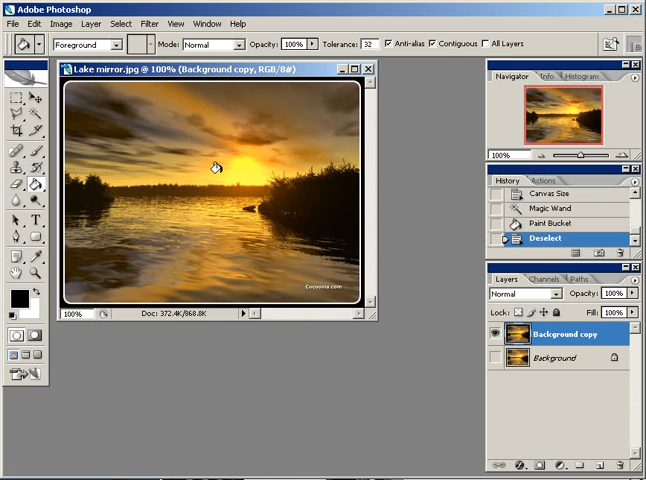 Adobe Photoshop
File Edit Image Layer Select Filter View Window Help
Foreground Mode: Normal Opacity: 100% Tolerance: 32 Anti-alias Contiguous All Layers
Lake mirror.jpg @ 100% (Background copy, RGB/8#)
Cocoonia.com
100% Doc: 372.4K/868.8K
Navigator Info Histogram
100%
History Actions
Canvas Size
Magic Wand
Paint Bucket
Deselect
Layers Channels Paths
Normal Opacity: 100%
Lock: Fill: 100%
Background copy
Background